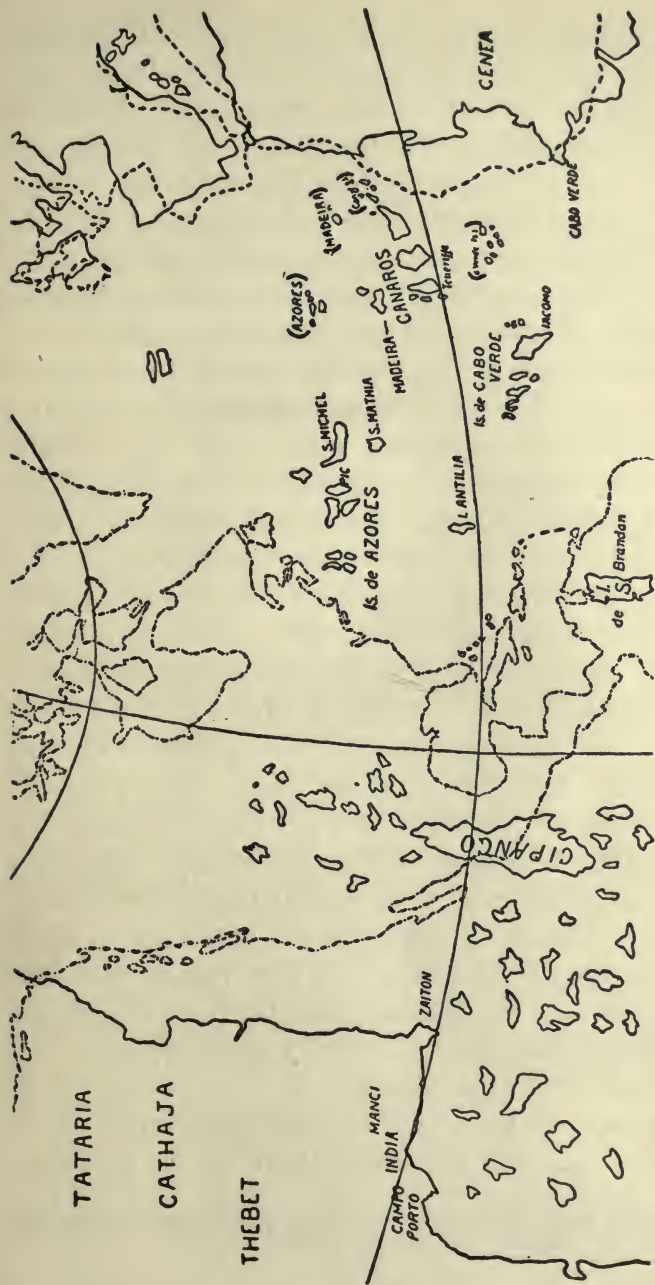 TATARIA
CATHAJA
THEBET
MANCI
INDIA
CAMPO
PORTO
ZAITON
CIPANGO
(AZORES)
(MADEIRA)
S.MICHEL
PIC
S.MATHIA
Is. de AZORES
MADEIRA—
CANAROS
L ANTILIA
Is. de CABO
VERDE
IACOMO
CENEA
CABO VERDE
I.
de S. Brandan